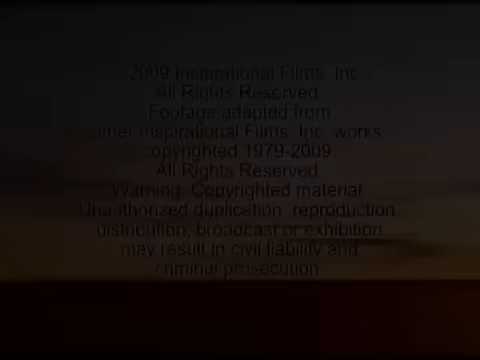 2009 Inspirational Films, Inc.
All Rights Reserved
Footage adapted from
other Inspirational Films, Inc. works
copyrighted 1979-2009.
All Rights Reserved
Warning: Copyrighted material
Unauthorized duplication, reproduction,
distribution, broadcast or exhibition
may result in civil liability and
criminal prosecution